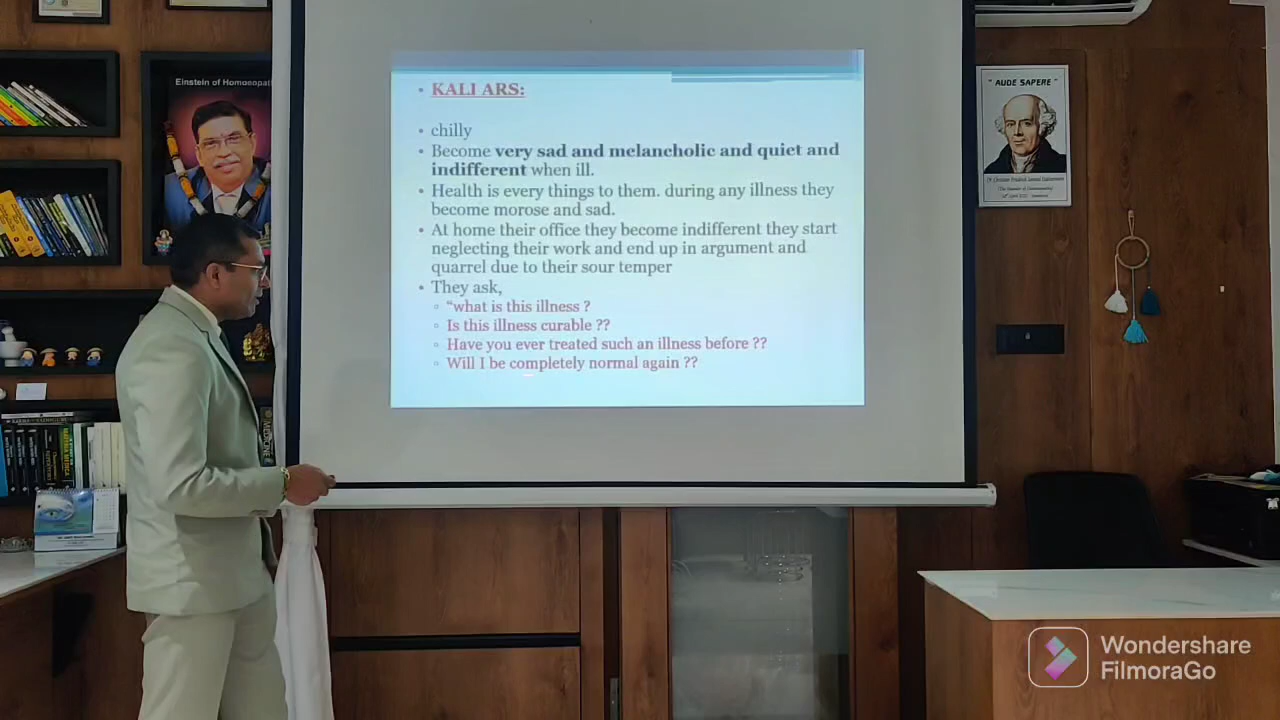 Einstein of Homoeopat
KALI ARS:
chilly
Become very sad and melancholic and quiet and
indifferent when ill.
Health is every things to them. during any illness they
become morose and sad.
At home their office they become indifferent they start
neglecting their work and end up in argument and
quarrel due to their sour temper
They ask,
“what is this illness ?
Is this illness curable ??
Have you ever treated such an illness before ??
Will I be completely normal again ??
" AUDE SAPERE "
MEDICINE
Wondershare
FilmoraGo